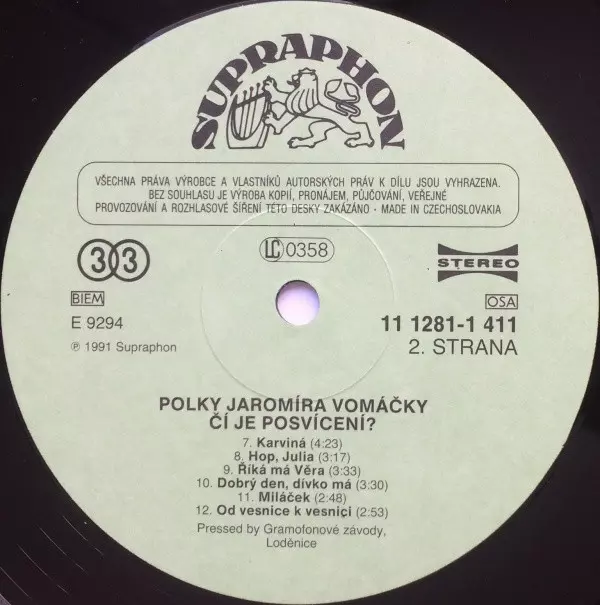 SUPRAPHON
VŠECHNA PRÁVA VÝROBCE A VLASTNÍKŮ AUTORSKÝCH PRÁV K DÍLU JSOU VYHRAZENA.
BEZ SOUHLASU JE VÝROBA KOPIÍ, PRONÁJEM, PŮJČOVÁNÍ, VEŘEJNÉ
PROVOZOVÁNÍ A ROZHLASOVÉ ŠÍŘENÍ TÉTO DESKY ZAKÁZÁNO · MADE IN CZECHOSLOVAKIA
33
LC 0358
STEREO
BIEM
OSA
E 9294
11 1281-1 411
℗ 1991 Supraphon
2. STRANA
POLKY JAROMÍRA VOMÁČKY
ČÍ JE POSVÍCENÍ?
7. Karviná (4:23)
8. Hop, Julia (3:17)
9. Říká má Věra (3:33)
10. Dobrý den, dívko má (3:30)
11. Miláček (2:48)
12. Od vesnice k vesnici (2:53)
Pressed by Gramofonové závody,
Loděnice